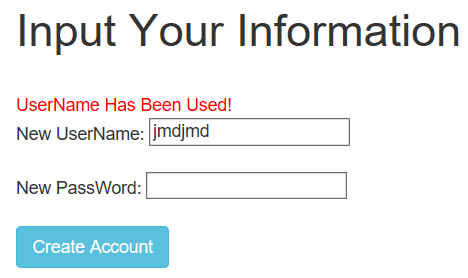 Input Your Information
UserName Has Been Used!
New UserName: jmdjmd
New PassWord:
Create Account